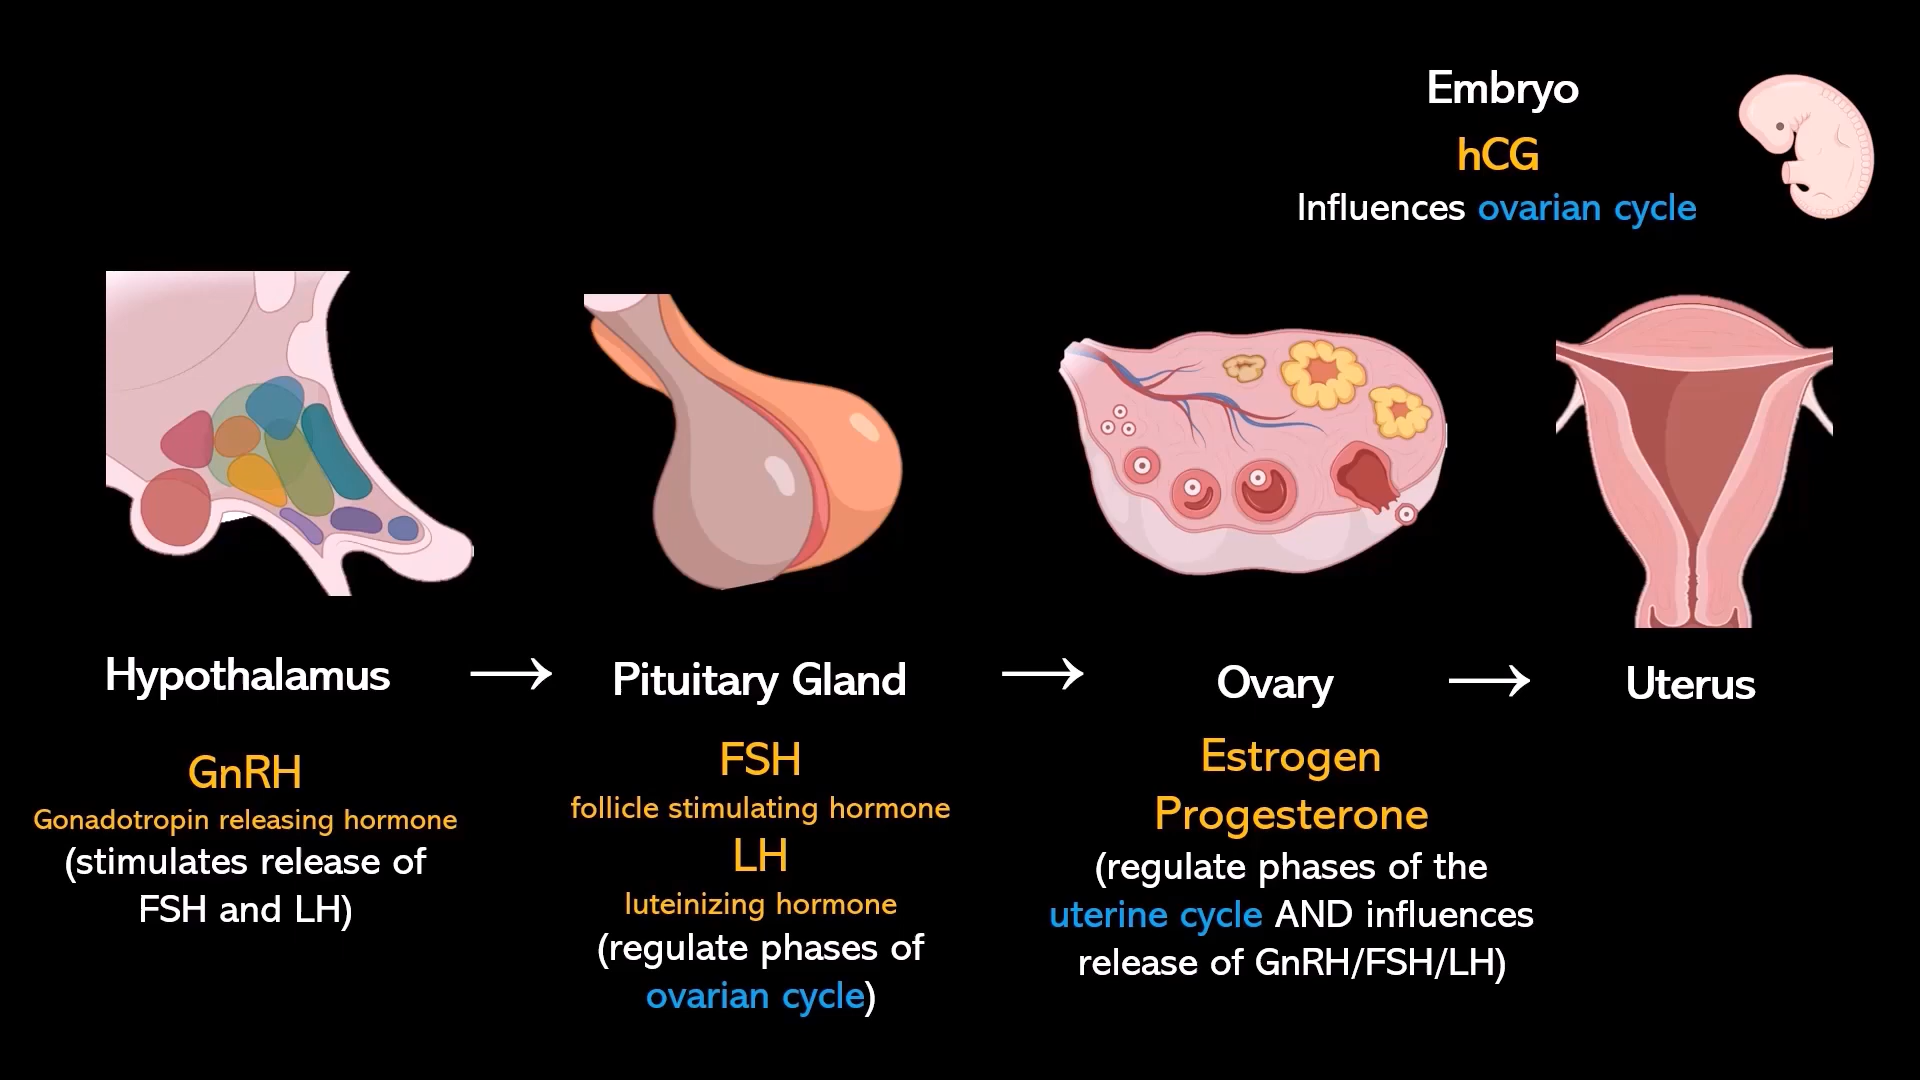 Embryo
hCG
Influences ovarian cycle
Hypothalamus → Pituitary Gland → Ovary → Uterus
GnRH
Gonadotropin releasing hormone
(stimulates release of
FSH and LH)
FSH
follicle stimulating hormone
LH
luteinizing hormone
(regulate phases of
ovarian cycle)
Estrogen
Progesterone
(regulate phases of the
uterine cycle AND influences
release of GnRH/FSH/LH)